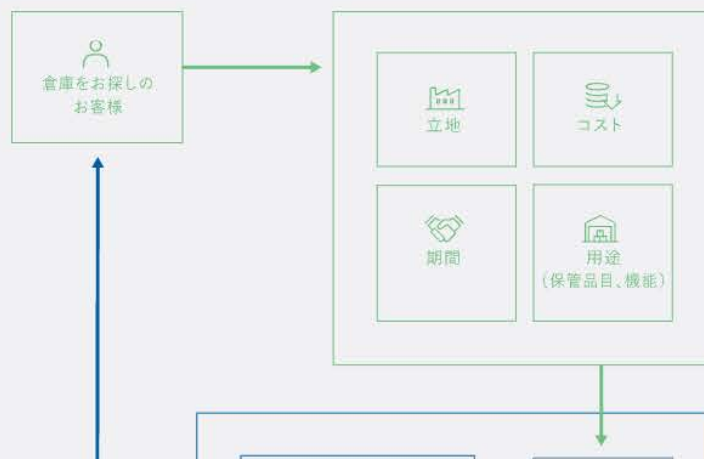 倉庫をお探しの
お客様
立地
コスト
期間
用途
（保管品目、機能）